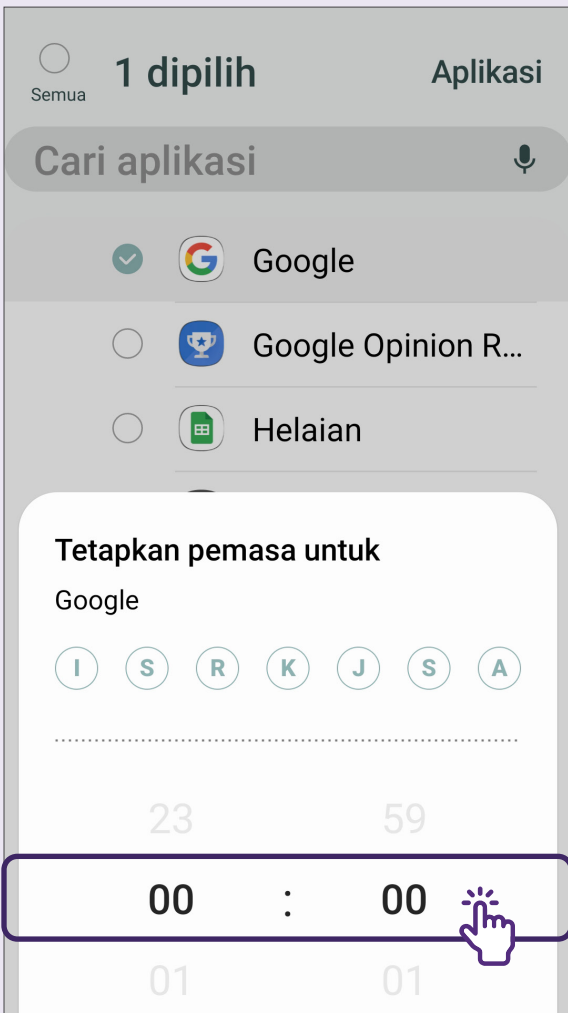 1 dipilih Aplikasi
Semua
Cari aplikasi
Google
Google Opinion R...
Helaian
Tetapkan pemasa untuk
Google
I S R K J S A
23 59
00 : 00
01 01